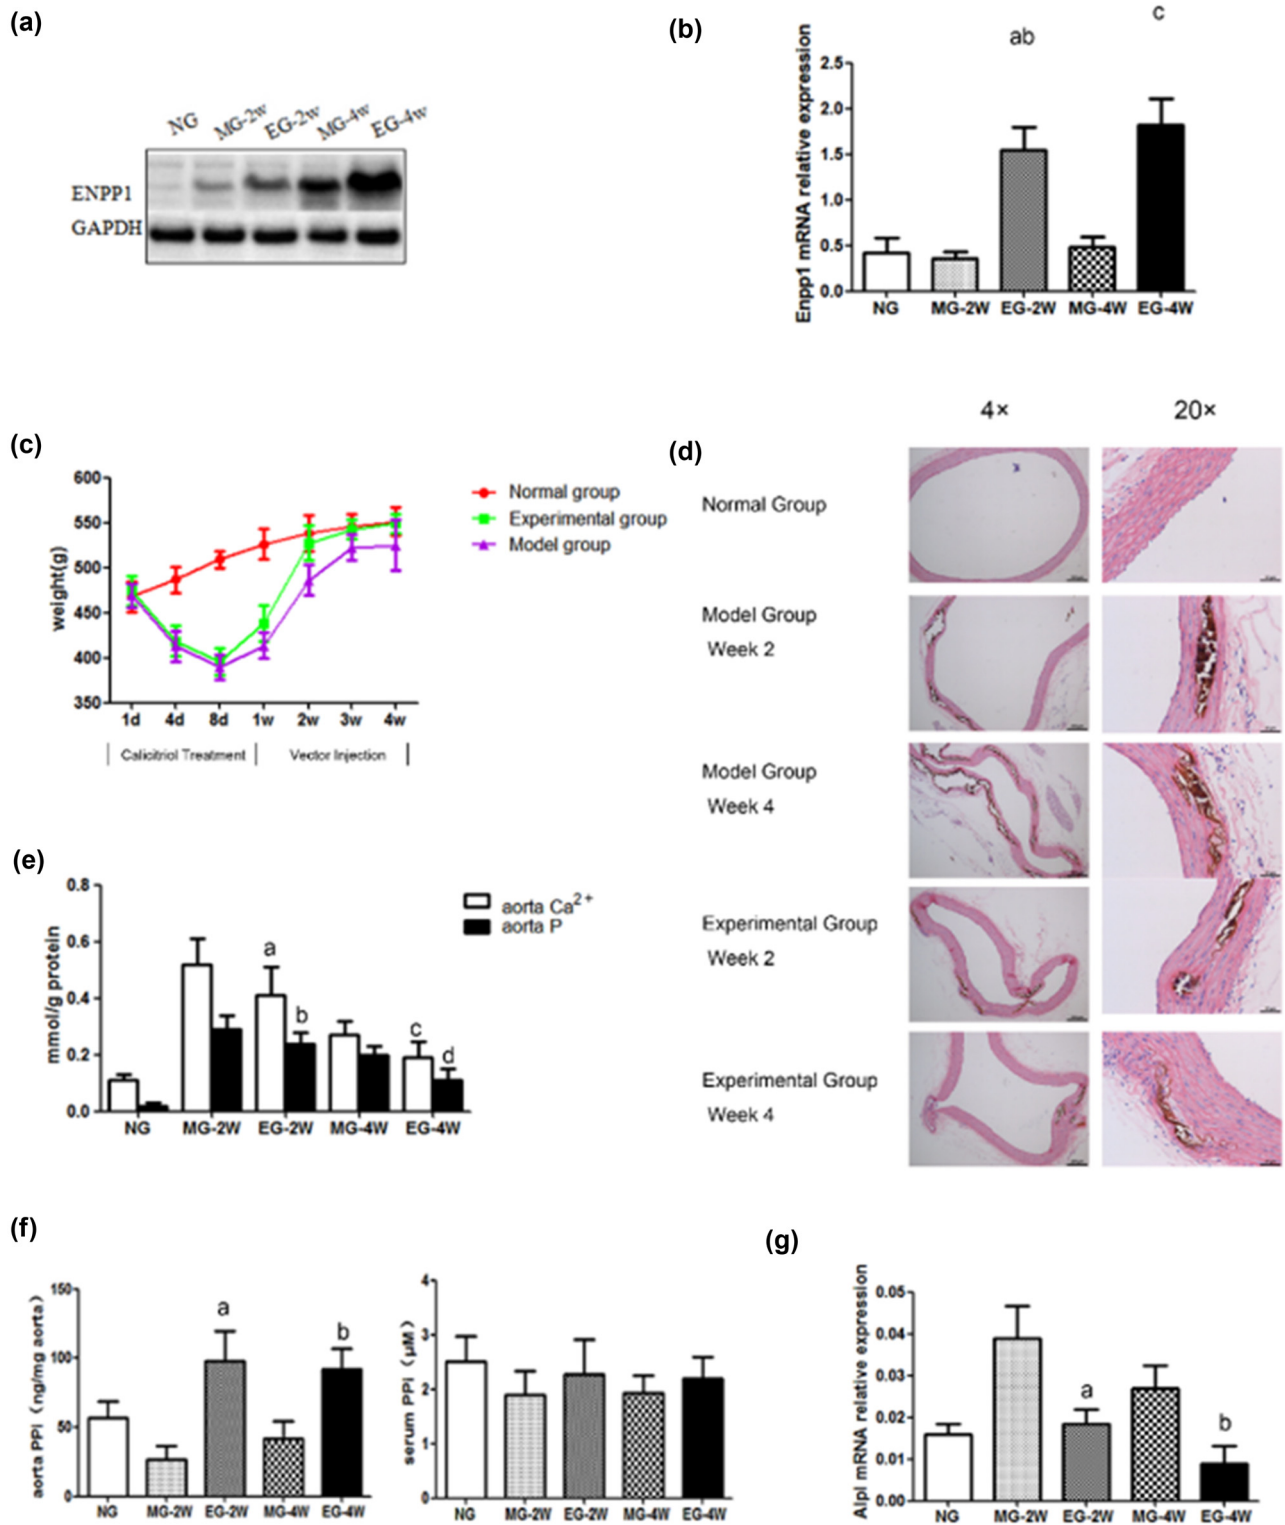 (a)
NG MG-2w EG-2w MG-4w EG-4w
ENPP1
GAPDH
(b)
Enpp1 mRNA relative expression
2.5
2.0
1.5
1.0
0.5
0.0
ab
c
NG MG-2W EG-2W MG-4W EG-4W
(c)
weight(g)
600
550
500
450
400
350
1d 4d 8d 1w 2w 3w 4w
Calicitriol Treatment Vector Injection
Normal group
Experimental group
Model group
(d)
4× 20×
Normal Group
Model Group
Week 2
Model Group
Week 4
Experimental Group
Week 2
Experimental Group
Week 4
(e)
mmol/g protein
0.8
0.6
0.4
0.2
0.0
a
b
c
d
NG MG-2W EG-2W MG-4W EG-4W
aorta Ca2+
aorta P
(f)
aorta PPi (ng/mg aorta)
150
100
50
0
a
b
NG MG-2W EG-2W MG-4W EG-4W
serum PPi (μM)
4
3
2
1
0
NG MG-2W EG-2W MG-4W EG-4W
(g)
Alpl mRNA relative expression
0.05
0.04
0.03
0.02
0.01
0.00
a
b
NG MG-2W EG-2W MG-4W EG-4W